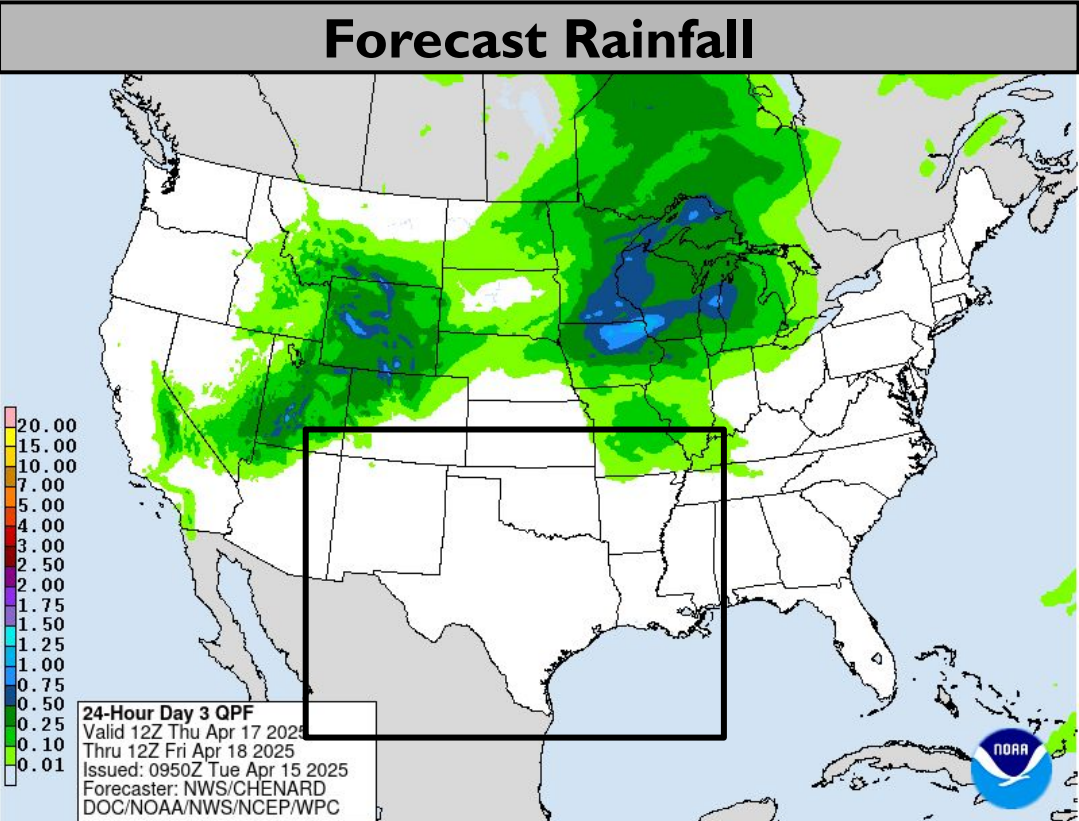 Forecast Rainfall
20.00
15.00
10.00
7.00
5.00
4.00
3.00
2.50
2.00
1.75
1.50
1.25
1.00
0.75
0.50
0.25
0.10
0.01
24-Hour Day 3 QPF
Valid 12Z Thu Apr 17 2025
Thru 12Z Fri Apr 18 2025
Issued: 0950Z Tue Apr 15 2025
Forecaster: NWS/CHENARD
DOC/NOAA/NWS/NCEP/WPC
NOAA